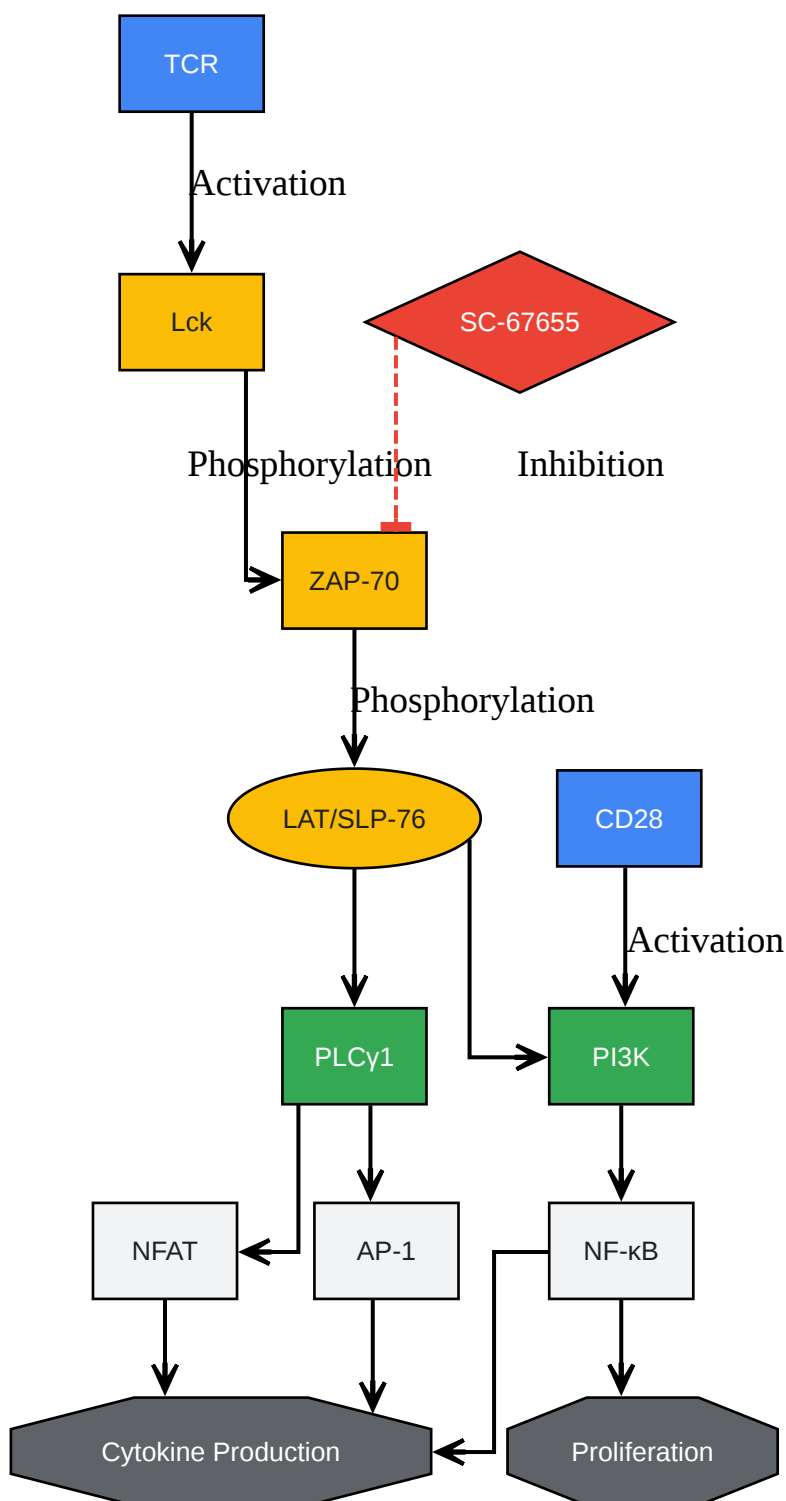 TCR
Activation
Lck
SC-67655
Phosphorylation
Inhibition
ZAP-70
Phosphorylation
LAT/SLP-76
CD28
Activation
PLCγ1
PI3K
NFAT
AP-1
NF-κB
Cytokine Production
Proliferation